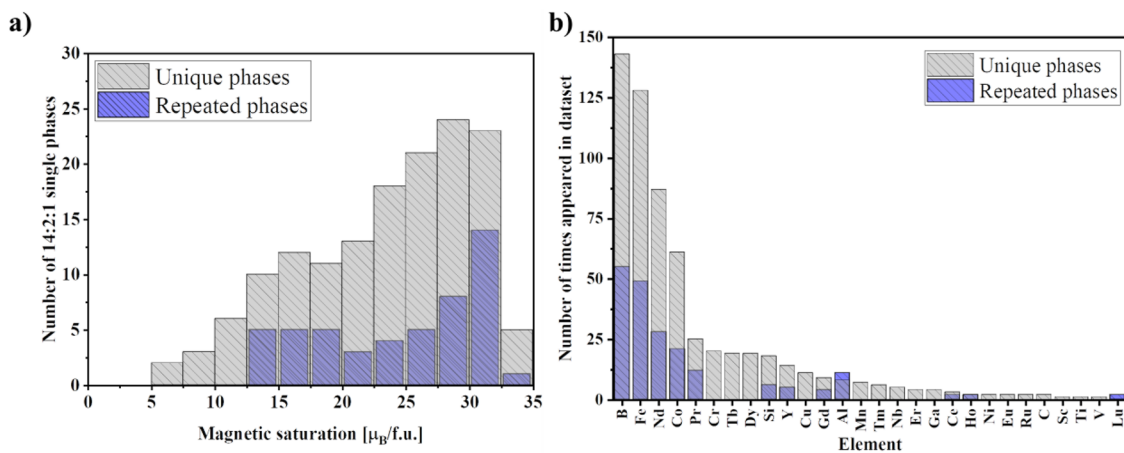 a)
30
25
20
15
10
5
0
Number of 14:2:1 single phases
Unique phases
Repeated phases
0 5 10 15 20 25 30 35
Magnetic saturation [μB/f.u.]
b)
150
125
100
75
50
25
0
Number of times appeared in dataset
Unique phases
Repeated phases
B Fe Nd Co Pr Cr Tb Dy Si Y Cu Gd Al Mn Tm Nb Er Ga Ce Ho Ni Eu Ru C Sc Ti V Lu
Element